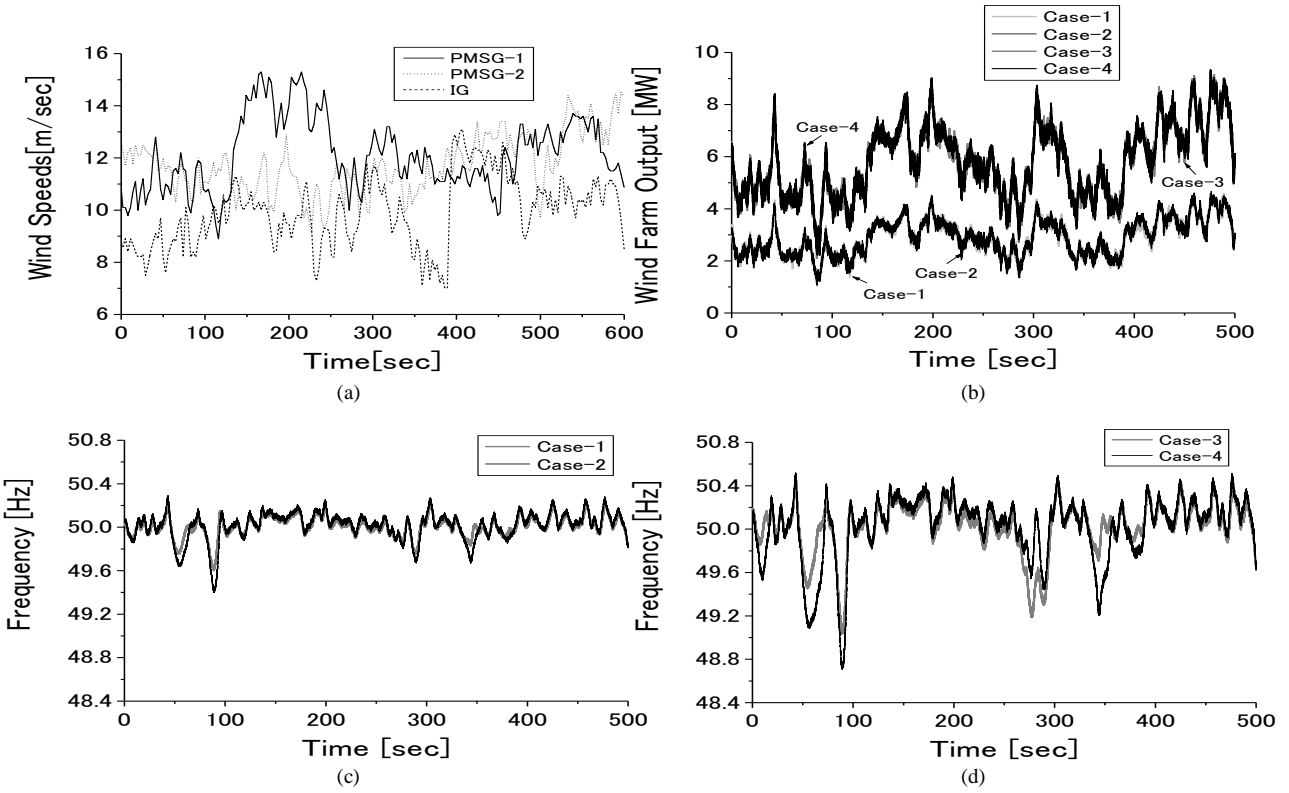 PMSG-1
PMSG-2
IG
Wind Speeds[m/sec]
16
14
12
10
8
6
0
100
200
300
400
500
600
Time[sec]
(a)
Case-1
Case-2
Case-3
Case-4
Wind Farm Output [MW]
10
8
6
4
2
0
Case-4
Case-3
Case-2
Case-1
0
100
200
300
400
500
Time [sec]
(b)
Case-1
Case-2
Frequency [Hz]
50.8
50.4
50.0
49.6
49.2
48.8
48.4
0
100
200
300
400
500
Time [sec]
(c)
Case-3
Case-4
Frequency [Hz]
50.8
50.4
50.0
49.6
49.2
48.8
48.4
0
100
200
300
400
500
Time [sec]
(d)